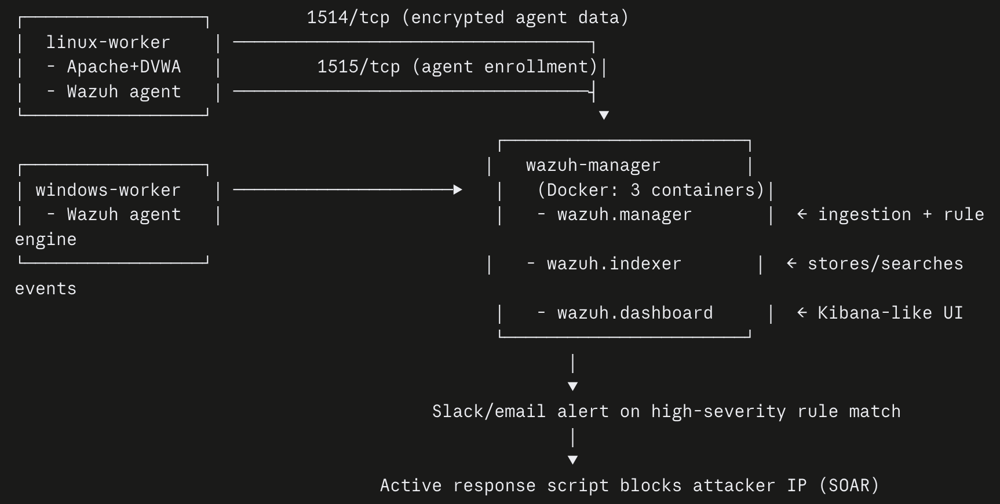 1514/tcp (encrypted agent data)
linux-worker
- Apache+DVWA 1515/tcp (agent enrollment)
- Wazuh agent
wazuh-manager
windows-worker (Docker: 3 containers)
- Wazuh agent - wazuh.manager ← ingestion + rule
engine
- wazuh.indexer ← stores/searches
events
- wazuh.dashboard ← Kibana-like UI
Slack/email alert on high-severity rule match
Active response script blocks attacker IP (SOAR)